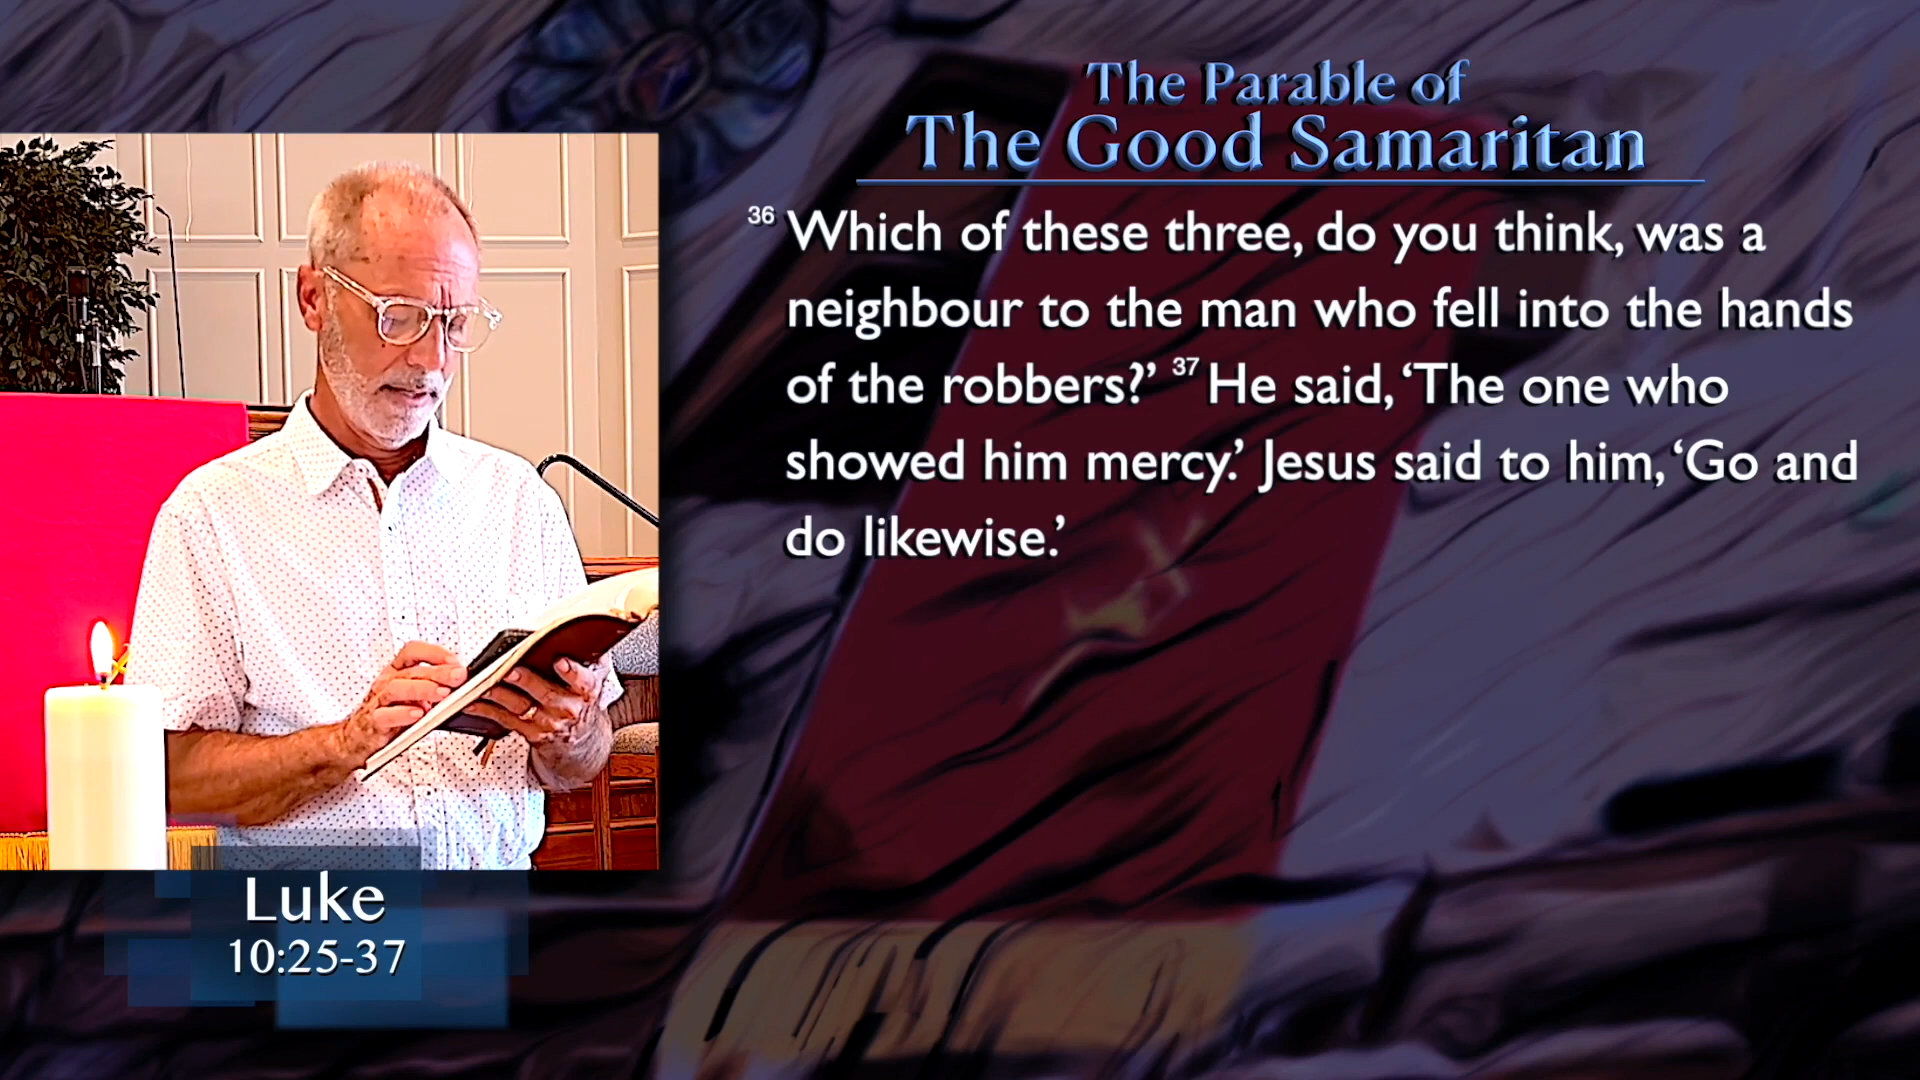 The Parable of
The Good Samaritan
36 Which of these three, do you think, was a
neighbour to the man who fell into the hands
of the robbers?’ 37 He said, ‘The one who
showed him mercy.’ Jesus said to him, ‘Go and
do likewise.’
Luke
10:25-37